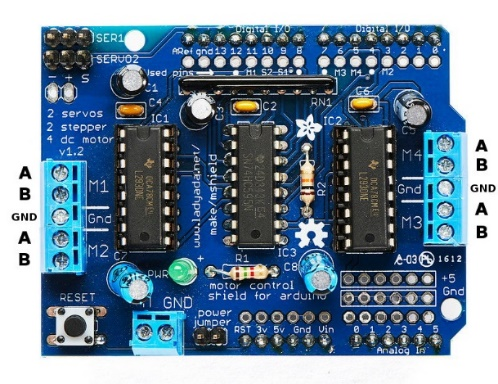 SER1
SERVO2
- + S
Digital I/O
Digital I/O
ARef gnd 13 12 11 10 9 8
7 6 5 4 3 2 1 0
Used pins
M1 S2-S1
M3 M4
M2
C1
C4
IC1
C3
C2
RN1
C6
IC2
2 servos
2 stepper
4 dc motor
v1.2
A
B
GND
A
B
M1
Gnd
M2
L293DNE
www.ladyada.net/
make/mshield
R2
L293DNE
M4
Gnd
M3
A
B
GND
A
B
C7
PWR
+
R1
IC3
C8
motor control
shield for arduino
1612
+5
Gnd
RESET
GND
power
jumper
RST 3v 5v Gnd Vin
0 1 2 3 4 5
Analog In